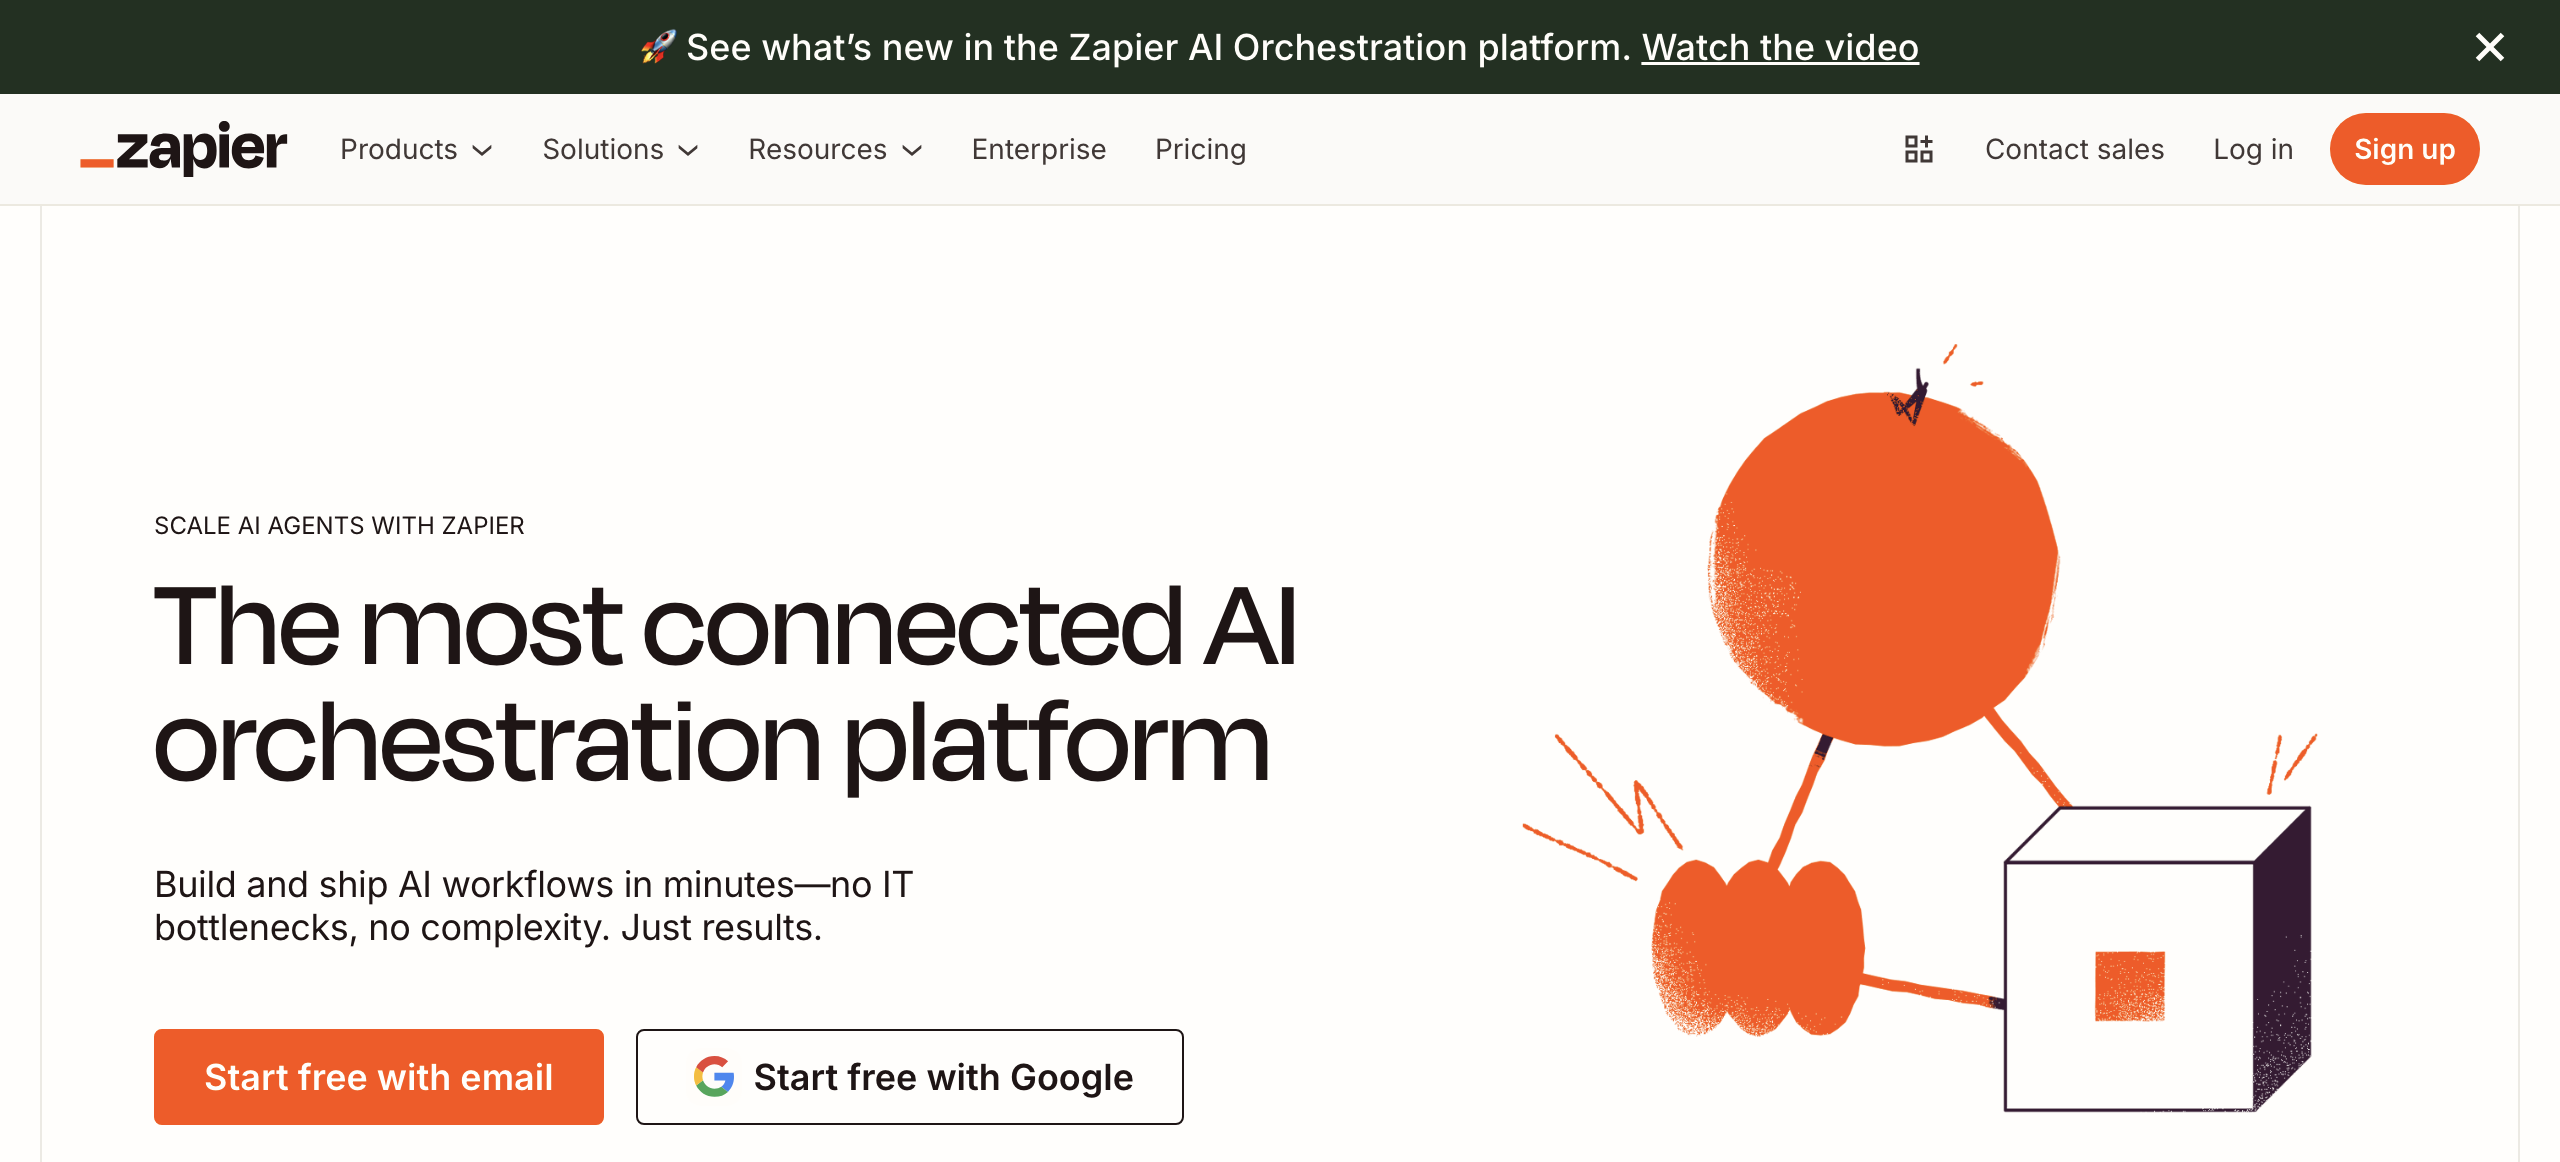 🚀 See what’s new in the Zapier AI Orchestration platform. Watch the video
zapier Products Solutions Resources Enterprise Pricing Contact sales Log in Sign up
SCALE AI AGENTS WITH ZAPIER
The most connected AI
orchestration platform
Build and ship AI workflows in minutes—no IT
bottlenecks, no complexity. Just results.
Start free with email Start free with Google